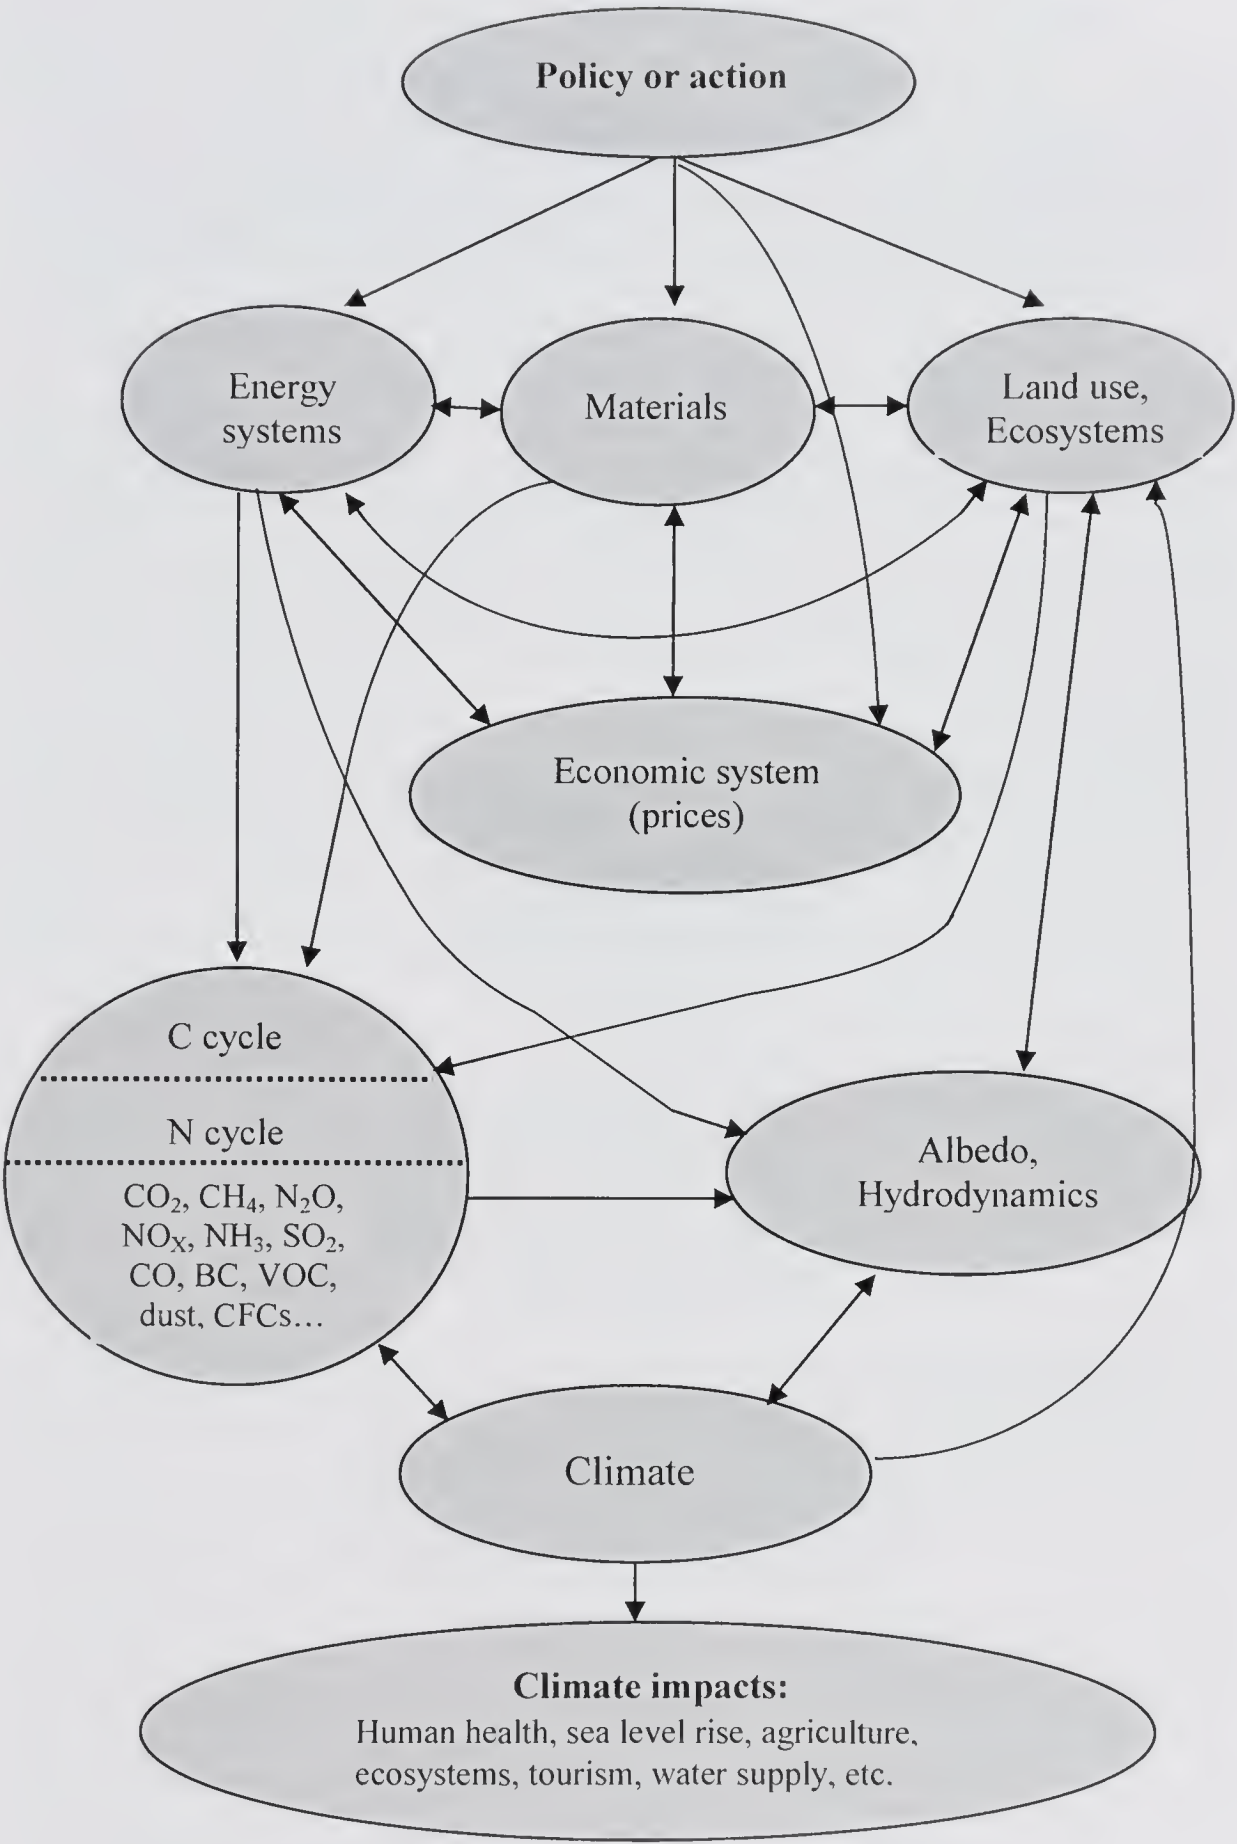 Policy or action
Energy
systems
Materials
Land use,
Ecosystems
Economic system
(prices)
C cycle
N cycle
CO₂, CH₄, N₂O,
NOₓ, NH₃, SO₂,
CO, BC, VOC,
dust, CFCs...
Albedo,
Hydrodynamics
Climate
Climate impacts:
Human health, sea level rise, agriculture,
ecosystems, tourism, water supply, etc.